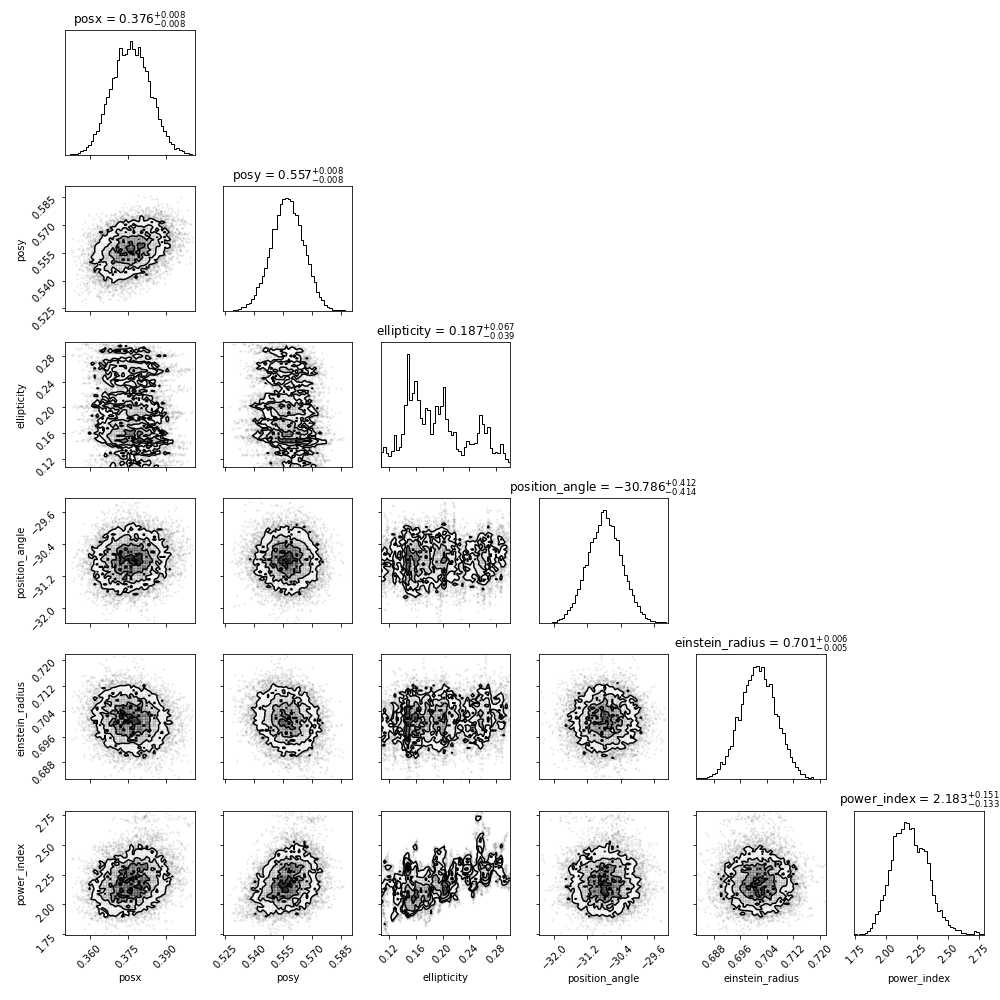 posx = 0.376+0.008 −0.008
posy = 0.557+0.008 −0.008
0.585
0.570
0.555
0.540
0.525
posy
ellipticity = 0.187+0.067 −0.039
0.28
0.24
0.20
0.16
0.12
ellipticity
position_angle = −30.786+0.412 −0.414
−29.6
−30.4
−31.2
−32.0
position_angle
einstein_radius = 0.701+0.006 −0.005
0.720
0.712
0.704
0.696
0.688
einstein_radius
power_index = 2.183+0.151 −0.133
2.75
2.50
2.25
2.00
1.75
power_index
0.360 0.375 0.390
0.525 0.540 0.555 0.570 0.585
0.12 0.16 0.20 0.24 0.28
−32.0 −31.2 −30.4 −29.6
0.688 0.696 0.704 0.712 0.720
1.75 2.00 2.25 2.50 2.75
posx posy ellipticity position_angle einstein_radius power_index